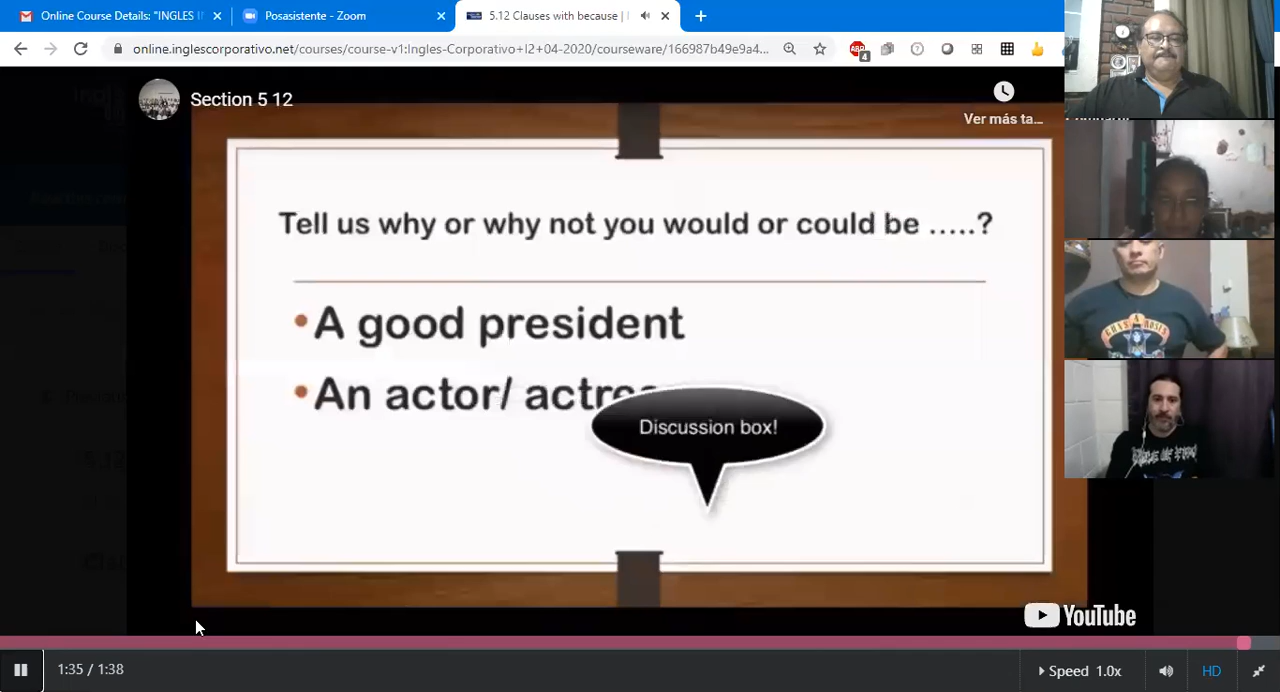 Online Course Details: "INGLES I
Posasistente - Zoom
5.12 Clauses with because |
online.inglescorporativo.net/courses/course-v1:Ingles-Corporativo+I2+04-2020/courseware/166987b49e9a4...
ABP
4
Section 5 12
Ver más ta...
Tell us why or why not you would or could be .....?
•A good president
•An actor/ actre
Discussion box!
YouTube
1:35 / 1:38
Speed 1.0x
HD